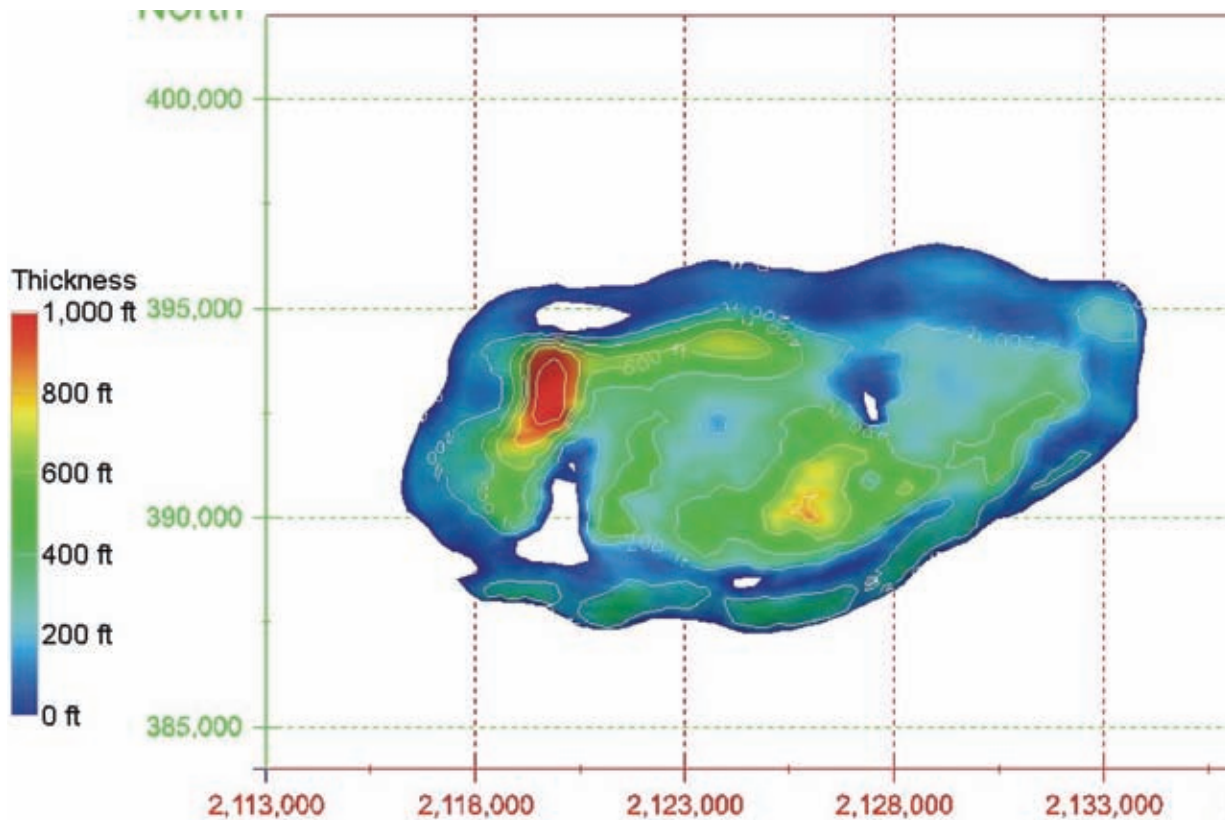 North
400,000
Thickness
1,000 ft
395,000
800 ft
600 ft
390,000
400 ft
200 ft
0 ft
385,000
2,113,000
2,118,000
2,123,000
2,128,000
2,133,000
600 ft
200 ft